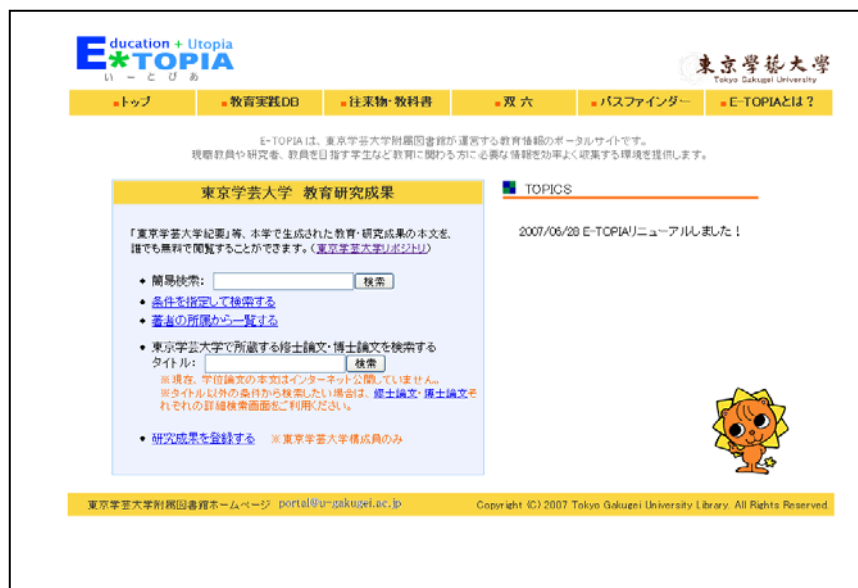 Education + Utopia
E*TOPIA
いーとぴあ
東京學藝大學
Tokyo Gakugei University
トップ 教育実践DB 往来物・教科書 双六 パスファインダー E-TOPIAとは？
E-TOPIAは、東京学芸大学附属図書館が運営する教育情報のポータルサイトです。
現職教員や研究者、教員を目指す学生など教育に関わる方に必要な情報を効率よく収集する環境を提供します。
東京学芸大学 教育研究成果
「東京学芸大学紀要」等、本学で生成された教育・研究成果の本文を、
誰でも無料で閲覧することができます。（東京学芸大学リポジトリ）
簡易検索: 検索
条件を指定して検索する
著者の所属から一覧する
東京学芸大学で所蔵する修士論文・博士論文を検索する
タイトル: 検索
※現在、学位論文の本文はインターネット公開していません。
※タイトル以外の条件から検索したい場合は、修士論文・博士論文そ
れぞれの詳細検索画面をご利用ください。
研究成果を登録する ※東京学芸大学構成員のみ
TOPICS
2007/06/28 E-TOPIAリニューアルしました！
東京学芸大学附属図書館ホームページ portal@u-gakugei.ac.jp Copyright (C) 2007 Tokyo Gakugei University Library. All Rights Reserved.